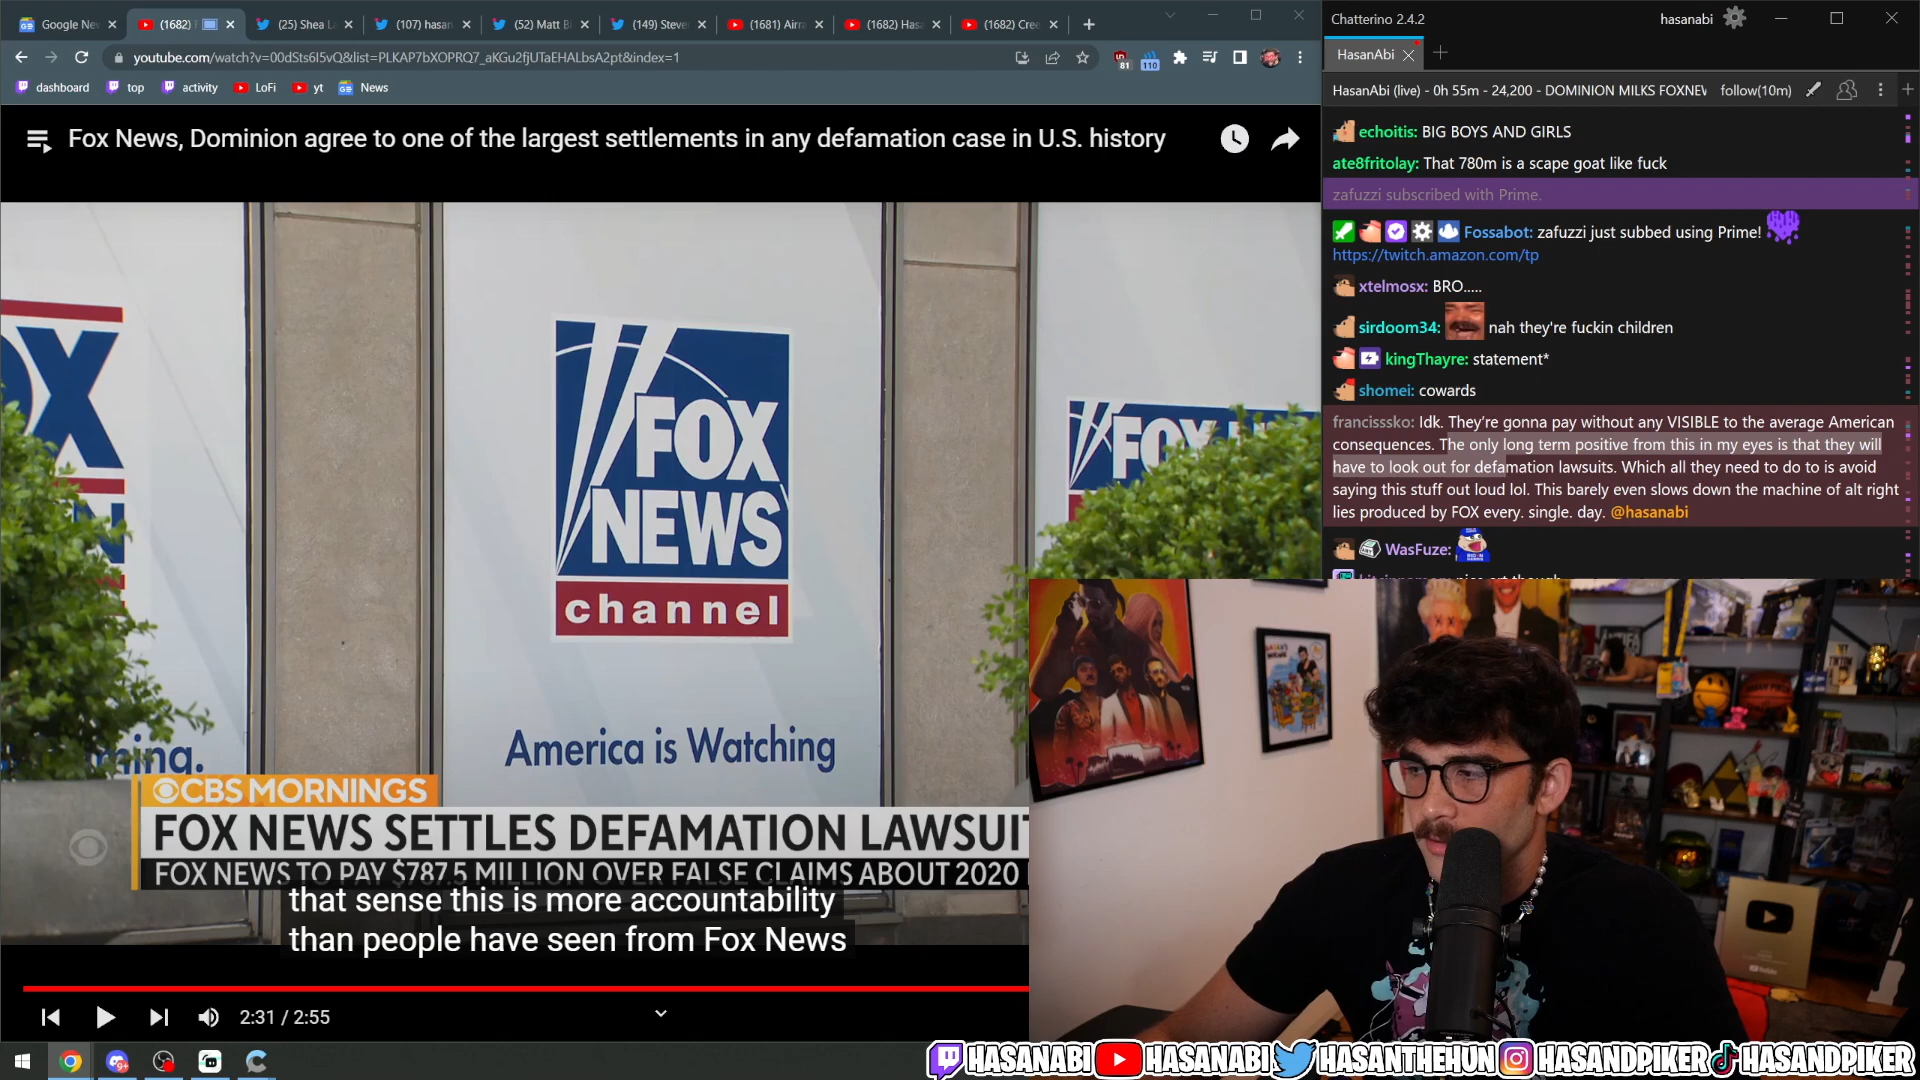 Google Ne
(1682)
(25) Shea L
(107) hasan
(52) Matt B
(149) Steve
(1681) Airra
(1682) Has
(1682) Cree
youtube.com/watch?v=00dSts6l5vQ&list=PLKAP7bXOPRQ7_aKGu2fjUTaEHALbsA2pt&index=1
81
110
dashboard
top
activity
LoFi
yt
News
Fox News, Dominion agree to one of the largest settlements in any defamation case in U.S. history
FOX
NEWS
channel
America is Watching
CBS MORNINGS
FOX NEWS SETTLES DEFAMATION LAWSUIT
FOX NEWS TO PAY $787.5 MILLION OVER FALSE CLAIMS ABOUT 2020
that sense this is more accountability
than people have seen from Fox News
2:31 / 2:55
Chatterino 2.4.2
hasanabi
HasanAbi
HasanAbi (live) - 0h 55m - 24,200 - DOMINION MILKS FOXNEW
follow(10m)
echoitis: BIG BOYS AND GIRLS
ate8fritolay: That 780m is a scape goat like fuck
zafuzzi subscribed with Prime.
Fossabot: zafuzzi just subbed using Prime!
https://twitch.amazon.com/tp
xtelmosx: BRO.....
sirdoom34: nah they're fuckin children
kingThayre: statement*
shomei: cowards
francisssko: Idk. They're gonna pay without any VISIBLE to the average American
consequences. The only long term positive from this in my eyes is that they will
have to look out for defamation lawsuits. Which all they need to do to is avoid
saying this stuff out loud lol. This barely even slows down the machine of alt right
lies produced by FOX every. single. day. @hasanabi
WasFuze:
HASANABI
HASANABI
HASANTHEHUN
HASANDPIKER
HASANDPIKER